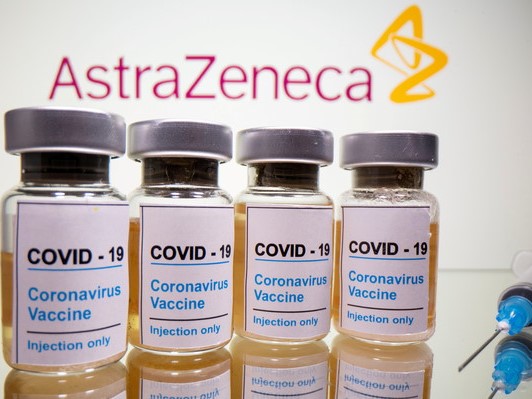 AstraZeneca
COVID - 19
Coronavirus
Vaccine
Injection only
COVID - 19
Coronavirus
Vaccine
Injection only
COVID - 19
Coronavirus
Vaccine
Injection only
COVID - 19
Coronavirus
Vaccine
Injection only